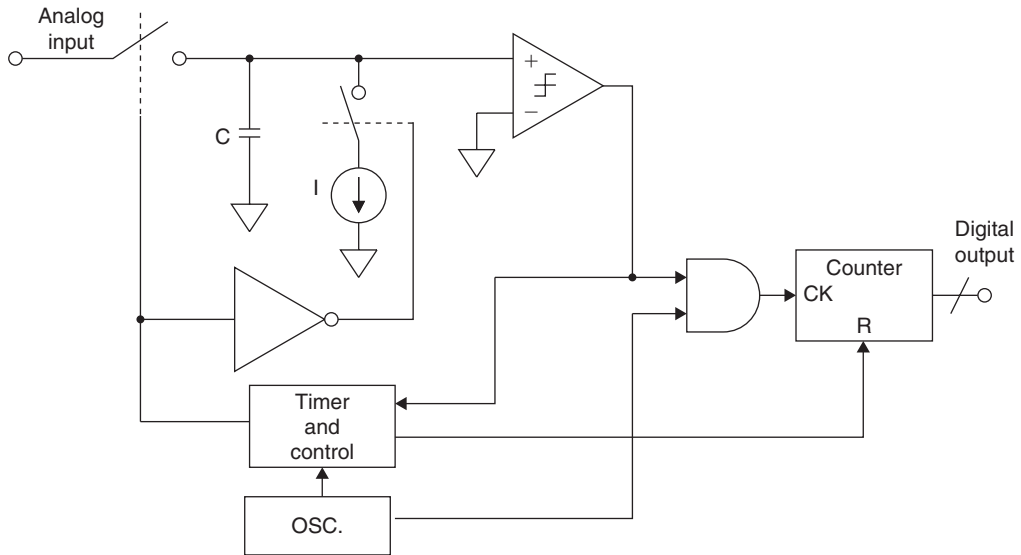 Analog
input
+
−
C
I
Digital
output
Counter
CK
R
Timer
and
control
OSC.